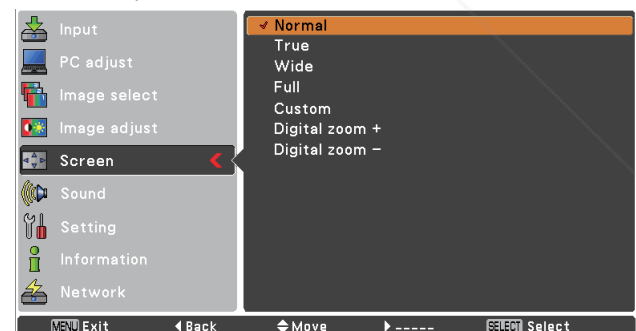 Input
PC adjust
Image select
Image adjust
Screen
Sound
Setting
Information
Network
Normal
True
Wide
Full
Custom
Digital zoom +
Digital zoom −
MENU Exit ◀Back ◆Move ▶----- SELECT Select